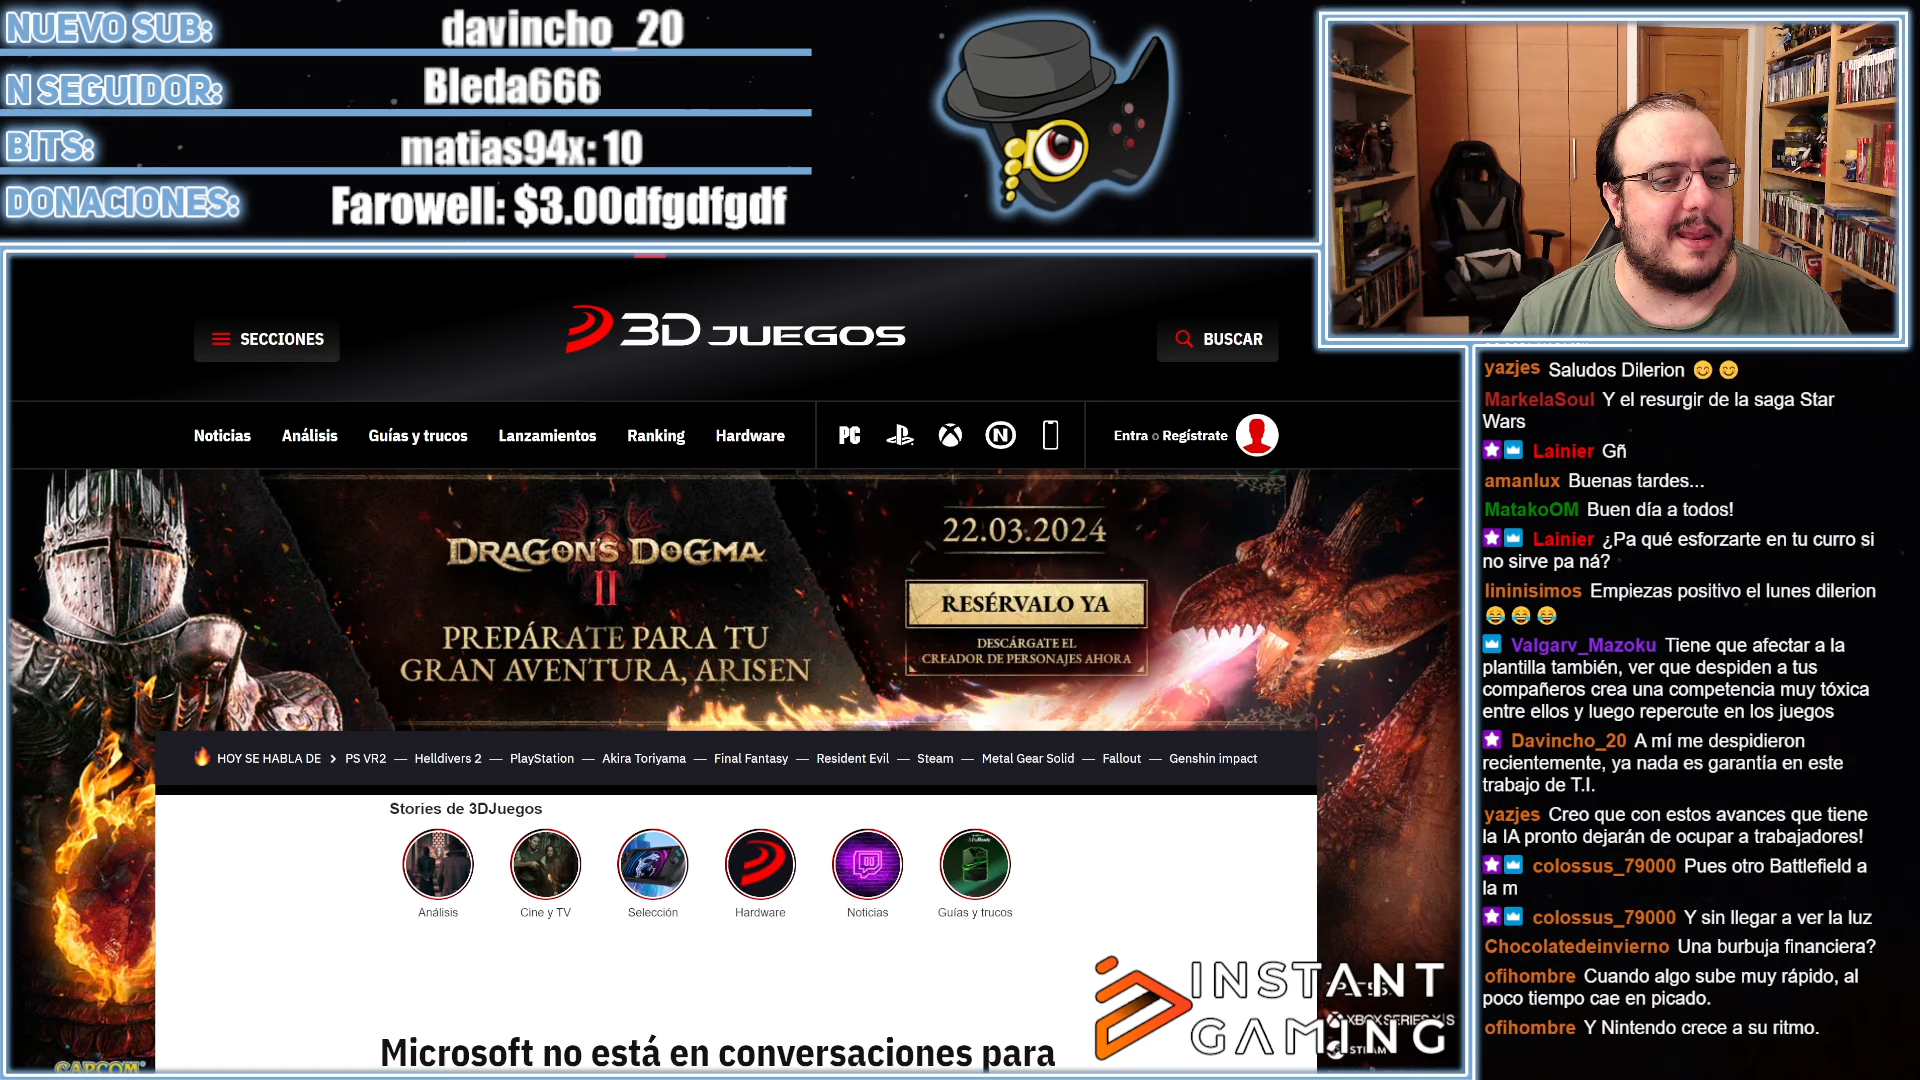 NUEVO SUB: davincho_20
N SEGUIDOR: Bleda666
BITS: matias94x: 10
DONACIONES: Farowell: $3.00dfgdfgdf
SECCIONES
3DJUEGOS
BUSCAR
Noticias Análisis Guías y trucos Lanzamientos Ranking Hardware PC Entra o Regístrate
DRAGON'S DOGMA
II
PREPÁRATE PARA TU
GRAN AVENTURA, ARISEN
22.03.2024
RESÉRVALO YA
DESCÁRGATE EL
CREADOR DE PERSONAJES AHORA
CAPCOM
HOY SE HABLA DE > PS VR2 — Helldivers 2 — PlayStation — Akira Toriyama — Final Fantasy — Resident Evil — Steam — Metal Gear Solid — Fallout — Genshin impact
Stories de 3DJuegos
Análisis Cine y TV Selección Hardware Noticias Guías y trucos
Microsoft no está en conversaciones para
INSTANT
GAMING
XBOX SERIES X|S
STEAM
yazjes Saludos Dilerion 😊 😊
MarkelaSoul Y el resurgir de la saga Star
Wars
Lainier Gñ
amanlux Buenas tardes...
MatakoOM Buen día a todos!
Lainier ¿Pa qué esforzarte en tu curro si
no sirve pa ná?
lininisimos Empiezas positivo el lunes dilerion
😂 😂 😂
Valgarv_Mazoku Tiene que afectar a la
plantilla también, ver que despiden a tus
compañeros crea una competencia muy tóxica
entre ellos y luego repercute en los juegos
Davincho_20 A mí me despidieron
recientemente, ya nada es garantía en este
trabajo de T.I.
yazjes Creo que con estos avances que tiene
la IA pronto dejarán de ocupar a trabajadores!
colossus_79000 Pues otro Battlefield a
la m
colossus_79000 Y sin llegar a ver la luz
Chocolatedeinvierno Una burbuja financiera?
ofihombre Cuando algo sube muy rápido, al
poco tiempo cae en picado.
ofihombre Y Nintendo crece a su ritmo.